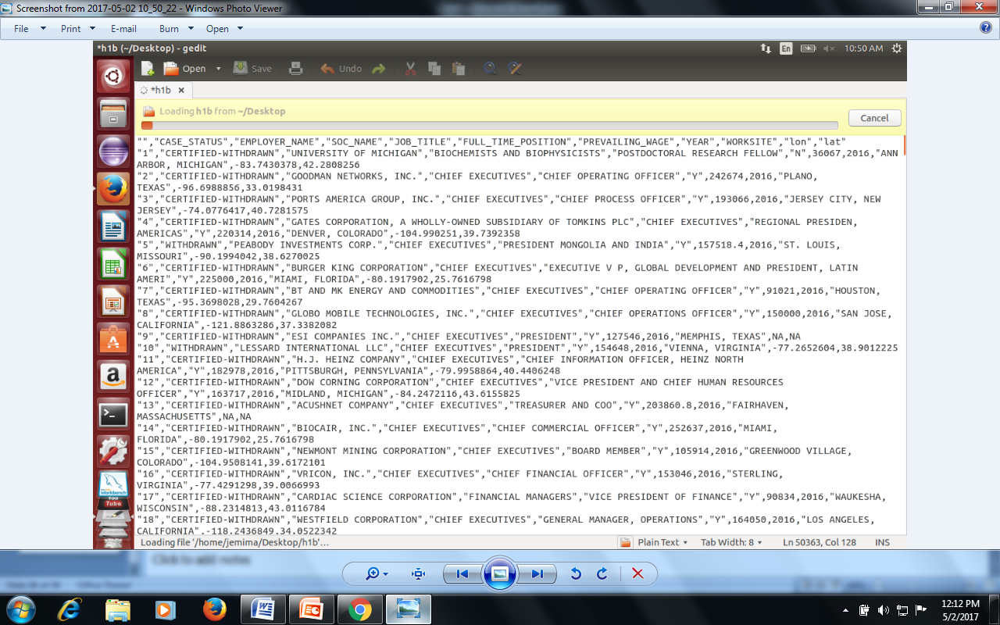 Screenshot from 2017-05-02 10_50_22 - Windows Photo Viewer
File Print E-mail Burn Open
*h1b (~/Desktop) - gedit En 10:50 AM
Open Save Undo
*h1b
Loading h1b from ~/Desktop
Cancel
"","CASE_STATUS","EMPLOYER_NAME","SOC_NAME","JOB_TITLE","FULL_TIME_POSITION","PREVAILING_WAGE","YEAR","WORKSITE","lon","lat"
"1","CERTIFIED-WITHDRAWN","UNIVERSITY OF MICHIGAN","BIOCHEMISTS AND BIOPHYSICISTS","POSTDOCTORAL RESEARCH FELLOW","N",36067,2016,"ANN
ARBOR, MICHIGAN",-83.7430378,42.2808256
"2","CERTIFIED-WITHDRAWN","GOODMAN NETWORKS, INC.","CHIEF EXECUTIVES","CHIEF OPERATING OFFICER","Y",242674,2016,"PLANO,
TEXAS",-96.6988856,33.0198431
"3","CERTIFIED-WITHDRAWN","PORTS AMERICA GROUP, INC.","CHIEF EXECUTIVES","CHIEF PROCESS OFFICER","Y",193066,2016,"JERSEY CITY, NEW
JERSEY",-74.0776417,40.7281575
"4","CERTIFIED-WITHDRAWN","GATES CORPORATION, A WHOLLY-OWNED SUBSIDIARY OF TOMKINS PLC","CHIEF EXECUTIVES","REGIONAL PRESIDEN,
AMERICAS","Y",220314,2016,"DENVER, COLORADO",-104.990251,39.7392358
"5","WITHDRAWN","PEABODY INVESTMENTS CORP.","CHIEF EXECUTIVES","PRESIDENT MONGOLIA AND INDIA","Y",157518.4,2016,"ST. LOUIS,
MISSOURI",-90.1994042,38.6270025
"6","CERTIFIED-WITHDRAWN","BURGER KING CORPORATION","CHIEF EXECUTIVES","EXECUTIVE V P, GLOBAL DEVELOPMENT AND PRESIDENT, LATIN
AMERI","Y",225000,2016,"MIAMI, FLORIDA",-80.1917902,25.7616798
"7","CERTIFIED-WITHDRAWN","BT AND MK ENERGY AND COMMODITIES","CHIEF EXECUTIVES","CHIEF OPERATING OFFICER","Y",91021,2016,"HOUSTON,
TEXAS",-95.3698028,29.7604267
"8","CERTIFIED-WITHDRAWN","GLOBO MOBILE TECHNOLOGIES, INC.","CHIEF EXECUTIVES","CHIEF OPERATIONS OFFICER","Y",150000,2016,"SAN JOSE,
CALIFORNIA",-121.8863286,37.3382082
"9","CERTIFIED-WITHDRAWN","ESI COMPANIES INC.","CHIEF EXECUTIVES","PRESIDENT","Y",127546,2016,"MEMPHIS, TEXAS",NA,NA
"10","WITHDRAWN","LESSARD INTERNATIONAL LLC","CHIEF EXECUTIVES","PRESIDENT","Y",154648,2016,"VIENNA, VIRGINIA",-77.2652604,38.9012225
"11","CERTIFIED-WITHDRAWN","H.J. HEINZ COMPANY","CHIEF EXECUTIVES","CHIEF INFORMATION OFFICER, HEINZ NORTH
AMERICA","Y",182978,2016,"PITTSBURGH, PENNSYLVANIA",-79.9958864,40.4406248
"12","CERTIFIED-WITHDRAWN","DOW CORNING CORPORATION","CHIEF EXECUTIVES","VICE PRESIDENT AND CHIEF HUMAN RESOURCES
OFFICER","Y",163717,2016,"MIDLAND, MICHIGAN",-84.2472116,43.6155825
"13","CERTIFIED-WITHDRAWN","ACUSHNET COMPANY","CHIEF EXECUTIVES","TREASURER AND COO","Y",203860.8,2016,"FAIRHAVEN,
MASSACHUSETTS",NA,NA
"14","CERTIFIED-WITHDRAWN","BIOCAIR, INC.","CHIEF EXECUTIVES","CHIEF COMMERCIAL OFFICER","Y",252637,2016,"MIAMI,
FLORIDA",-80.1917902,25.7616798
"15","CERTIFIED-WITHDRAWN","NEWMONT MINING CORPORATION","CHIEF EXECUTIVES","BOARD MEMBER","Y",105914,2016,"GREENWOOD VILLAGE,
COLORADO",-104.9508141,39.6172101
"16","CERTIFIED-WITHDRAWN","VRICON, INC.","CHIEF EXECUTIVES","CHIEF FINANCIAL OFFICER","Y",153046,2016,"STERLING,
VIRGINIA",-77.4291298,39.0066993
"17","CERTIFIED-WITHDRAWN","CARDIAC SCIENCE CORPORATION","FINANCIAL MANAGERS","VICE PRESIDENT OF FINANCE","Y",90834,2016,"WAUKESHA,
WISCONSIN",-88.2314813,43.0116784
"18","CERTIFIED-WITHDRAWN","WESTFIELD CORPORATION","CHIEF EXECUTIVES","GENERAL MANAGER, OPERATIONS","Y",164050,2016,"LOS ANGELES,
CALIFORNIA",-118.2436849,34.0522342
Loading file '/home/jemima/Desktop/h1b'... Plain Text Tab Width: 8 Ln 50363, Col 128 INS
Workbench
You
Tube
Click to add notes
12:12 PM
5/2/2017